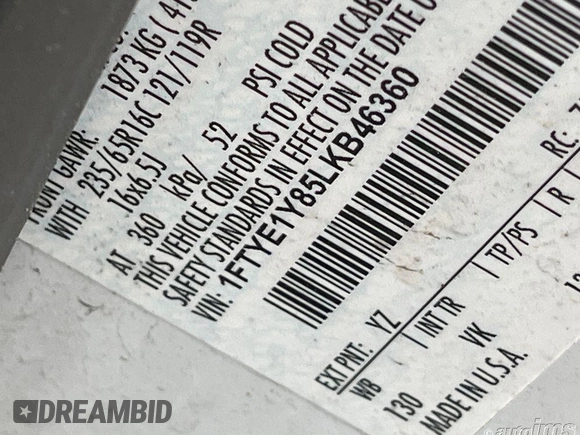 1873 KG (
FRONT GAWR:
WITH 235/65R16C 121/119R
16x6.5J
AT 360 kPa/ 52 PSI COLD
THIS VEHICLE CONFORMS TO ALL APPLICABLE
SAFETY STANDARDS IN EFFECT ON THE DATE O
VIN: 1FTYE1Y85LKB46360
EXT PNT: YZ RC:
WB INT TR TP/PS R
130 VK
MADE IN U.S.A.
DREAMBID